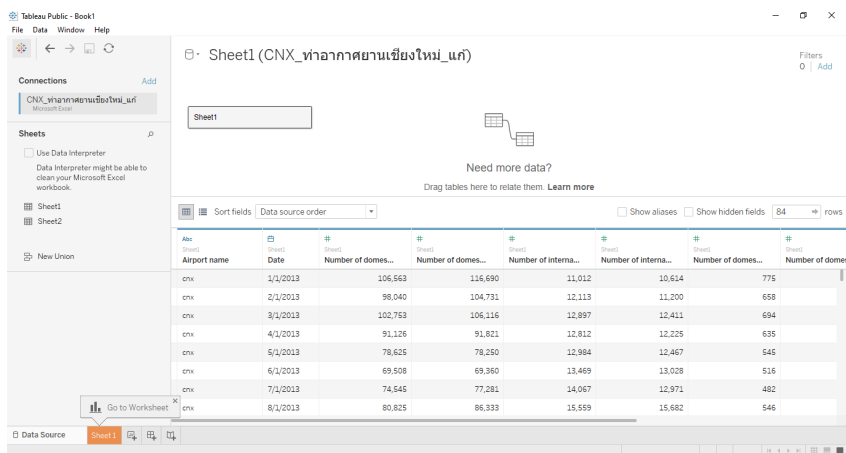 Tableau Public - Book1
File Data Window Help
Connections Add
CNX_ท่าอากาศยานเชียงใหม่_แก้
Microsoft Excel
Sheets
Use Data Interpreter
Data Interpreter might be able to
clean your Microsoft Excel
workbook.
Sheet1
Sheet2
New Union
Sheet1 (CNX_ท่าอากาศยานเชียงใหม่_แก้)
Filters
0 | Add
Sheet1
Need more data?
Drag tables here to relate them. Learn more
Sort fields Data source order
Show aliases Show hidden fields 84 rows
Abc # # # # # #
Sheet1 Sheet1 Sheet1 Sheet1 Sheet1 Sheet1 Sheet1 Sheet1
Airport name Date Number of domes... Number of domes... Number of interna... Number of interna... Number of domes... Number of dome
cnx 1/1/2013 106,563 116,690 11,012 10,614 775
cnx 2/1/2013 98,040 104,731 12,113 11,200 658
cnx 3/1/2013 102,753 106,116 12,897 12,411 694
cnx 4/1/2013 91,126 91,821 12,812 12,225 635
cnx 5/1/2013 78,625 78,250 12,984 12,467 545
cnx 6/1/2013 69,508 69,360 13,469 13,028 516
cnx 7/1/2013 74,545 77,281 14,067 12,971 482
cnx 8/1/2013 80,825 86,333 15,559 15,682 546
Go to Worksheet
Data Source Sheet 1